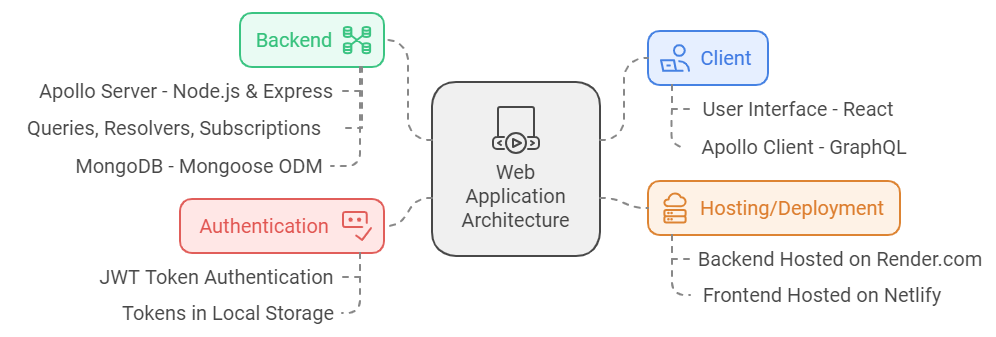 Backend
Apollo Server - Node.js & Express
Queries, Resolvers, Subscriptions
MongoDB - Mongoose ODM
Authentication
JWT Token Authentication
Tokens in Local Storage
Web
Application
Architecture
Client
User Interface - React
Apollo Client - GraphQL
Hosting/Deployment
Backend Hosted on Render.com
Frontend Hosted on Netlify